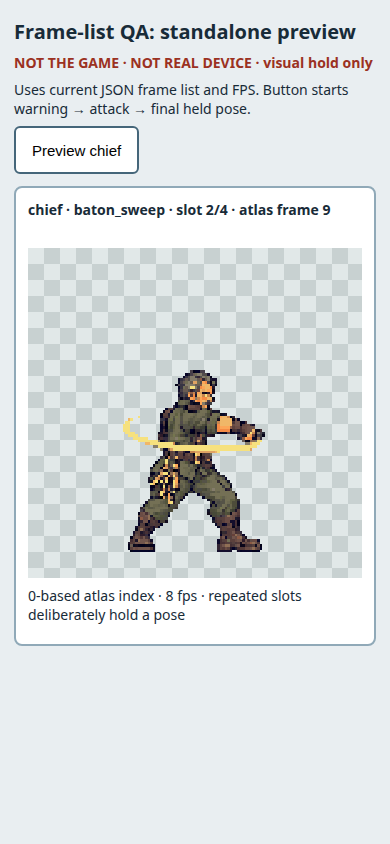 Frame-list QA: standalone preview
NOT THE GAME · NOT REAL DEVICE · visual hold only
Uses current JSON frame list and FPS. Button starts
warning → attack → final held pose.
Preview chief
chief · baton_sweep · slot 2/4 · atlas frame 9
0-based atlas index · 8 fps · repeated slots
deliberately hold a pose